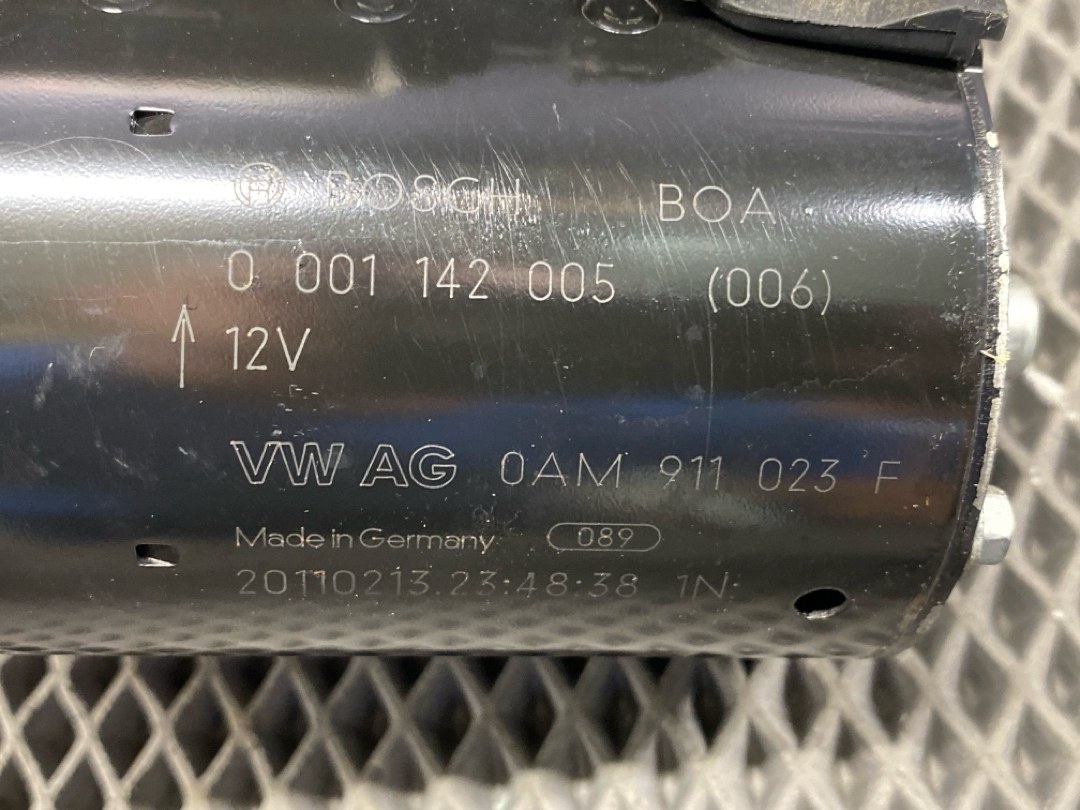 BOSCH BOA
0 001 142 005 (006)
12V
VW AG 0AM 911 023 F
Made in Germany 089
20110213.23:48:38 1N